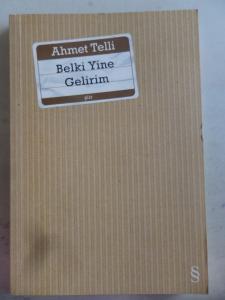 Ahmet Telli
Belki Yine
Gelirim
şiir
§